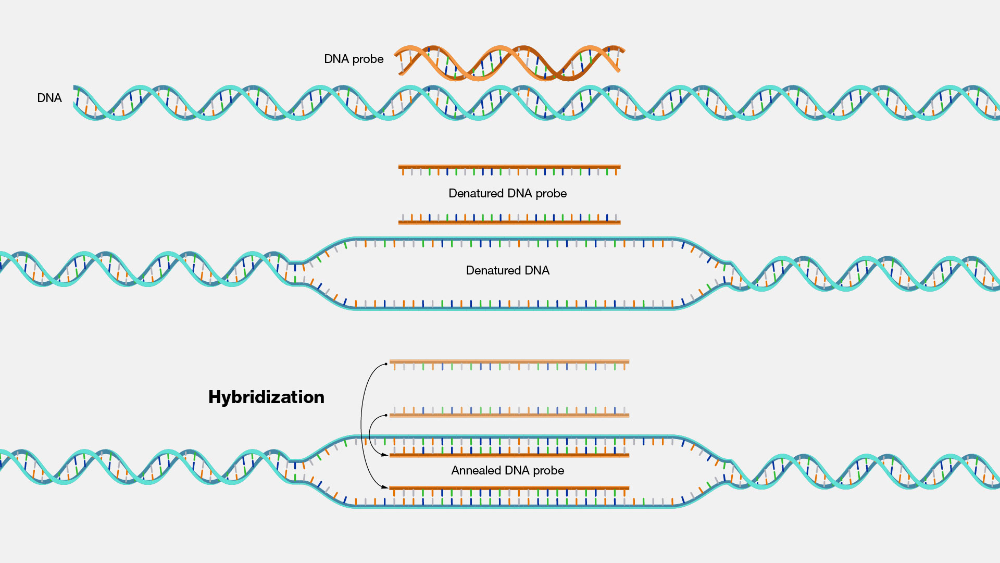 DNA probe
DNA
Denatured DNA probe
Denatured DNA
Hybridization
Annealed DNA probe